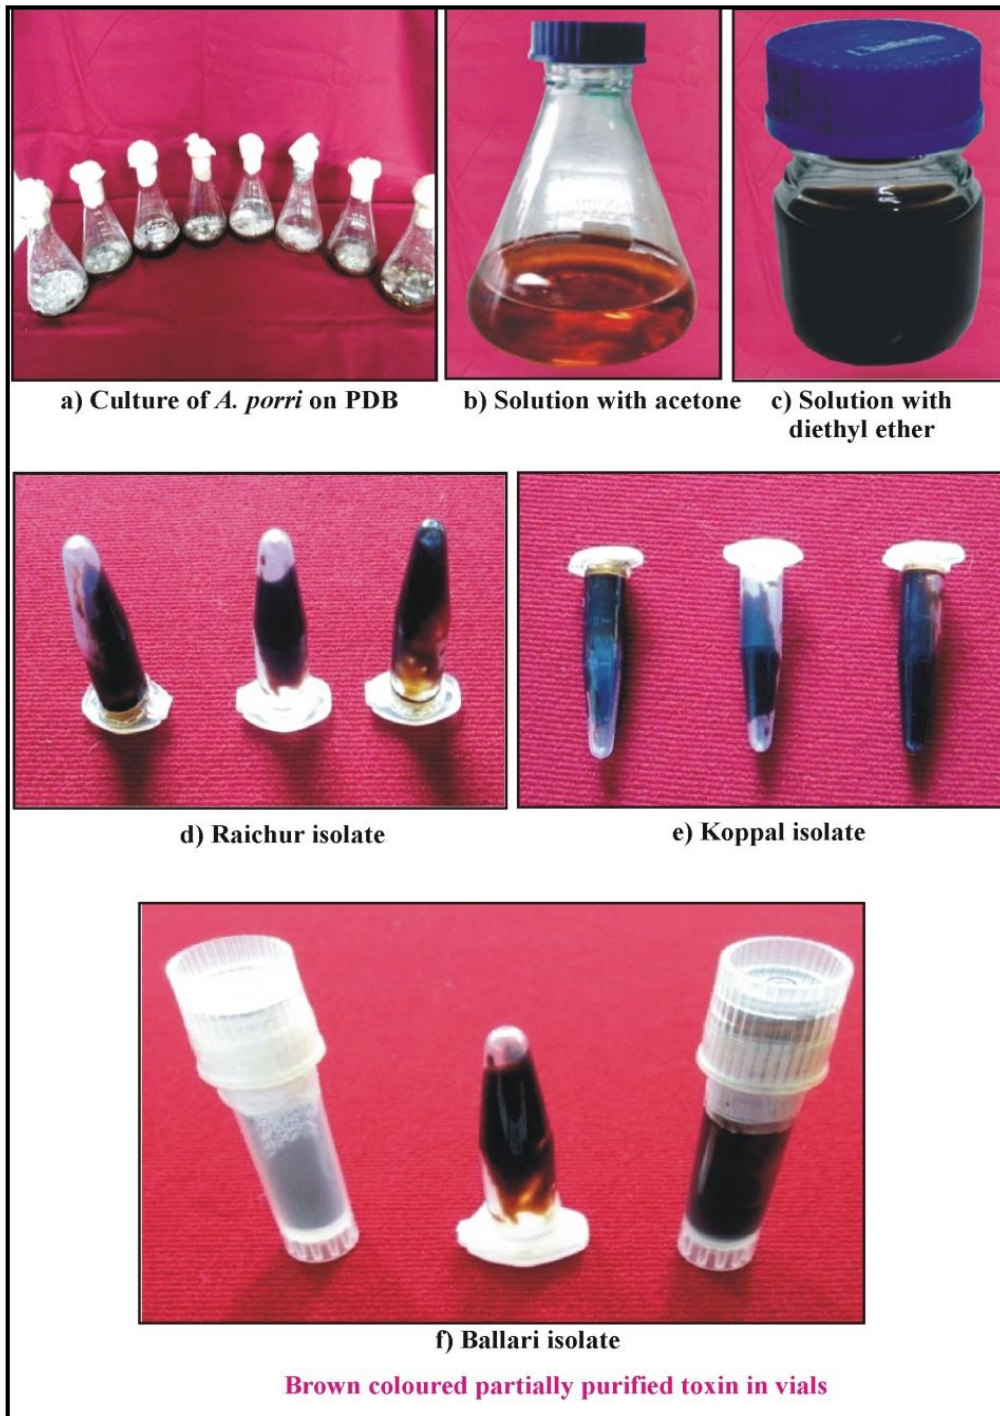 a) Culture of A. porri on PDB
b) Solution with acetone
c) Solution with
diethyl ether
d) Raichur isolate
e) Koppal isolate
f) Ballari isolate
Brown coloured partially purified toxin in vials